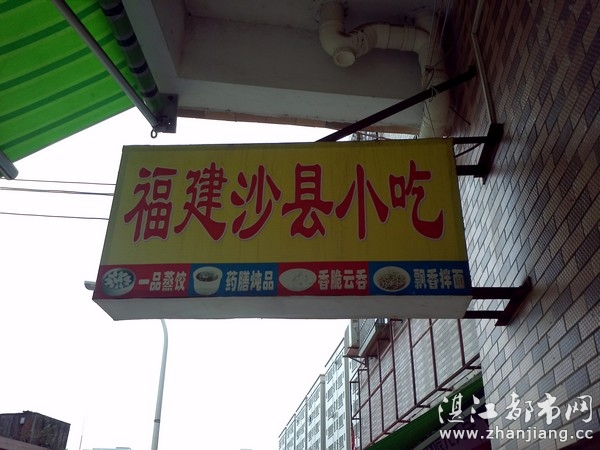 福建沙县小吃
一品蒸饺 药膳炖品 香脆云吞 飘香拌面
湛江都市网
www.zhanjiang.cc